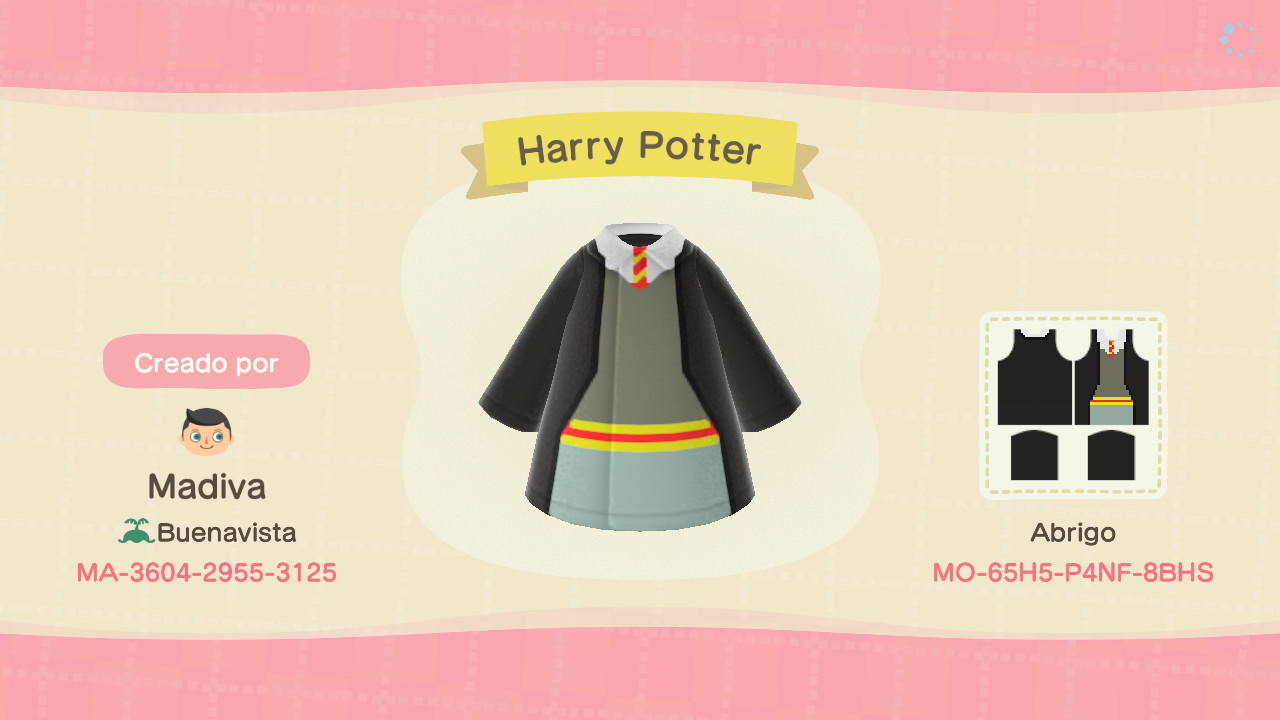 Harry Potter
Creado por
Madiva
Buenavista
MA-3604-2955-3125
Abrigo
MO-65H5-P4NF-8BHS